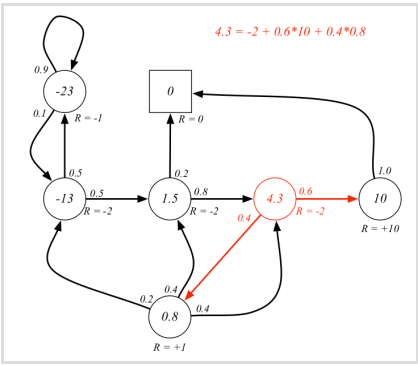 4.3 = -2 + 0.6*10 + 0.4*0.8
0.9
-23
0
0.1
R = -1
R = 0
0.5
0.2
1.0
-13
0.5
1.5
0.8
4.3
0.6
10
R = -2
R = -2
0.4
R = -2
R = +10
0.2
0.4
0.8
0.4
R = +1